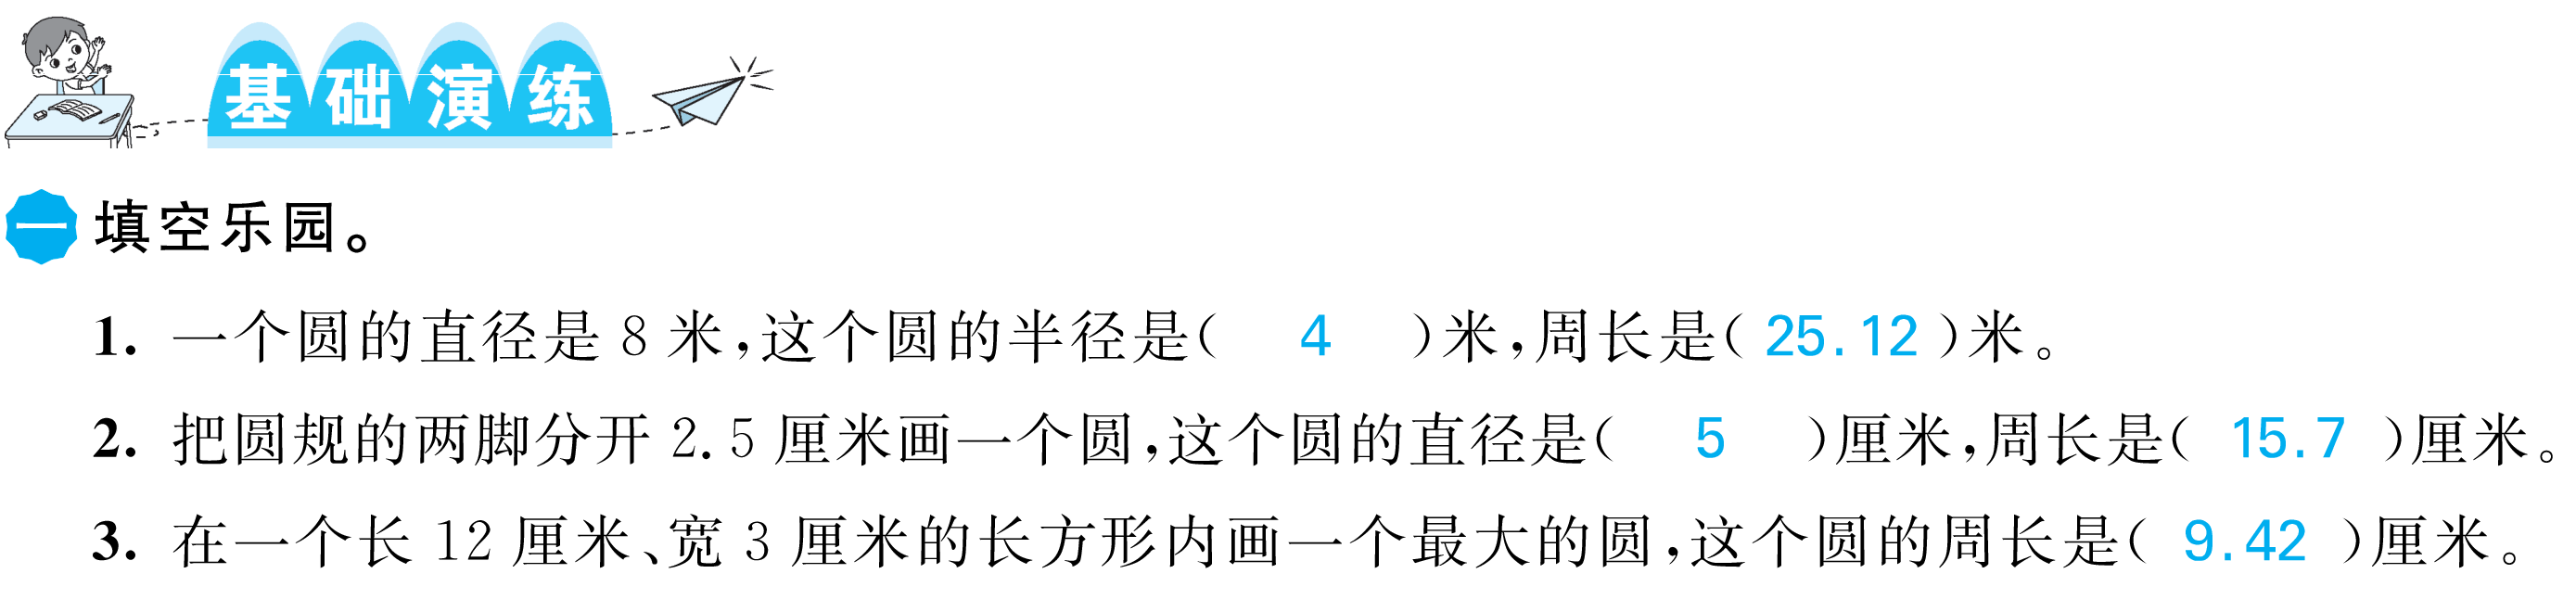 基础演练
一 填空乐园。
1. 一个圆的直径是 8 米,这个圆的半径是( 4 )米,周长是( 25.12 )米。
2. 把圆规的两脚分开 2.5 厘米画一个圆,这个圆的直径是( 5 )厘米,周长是( 15.7 )厘米。
3. 在一个长 12 厘米、宽 3 厘米的长方形内画一个最大的圆,这个圆的周长是( 9.42 )厘米。